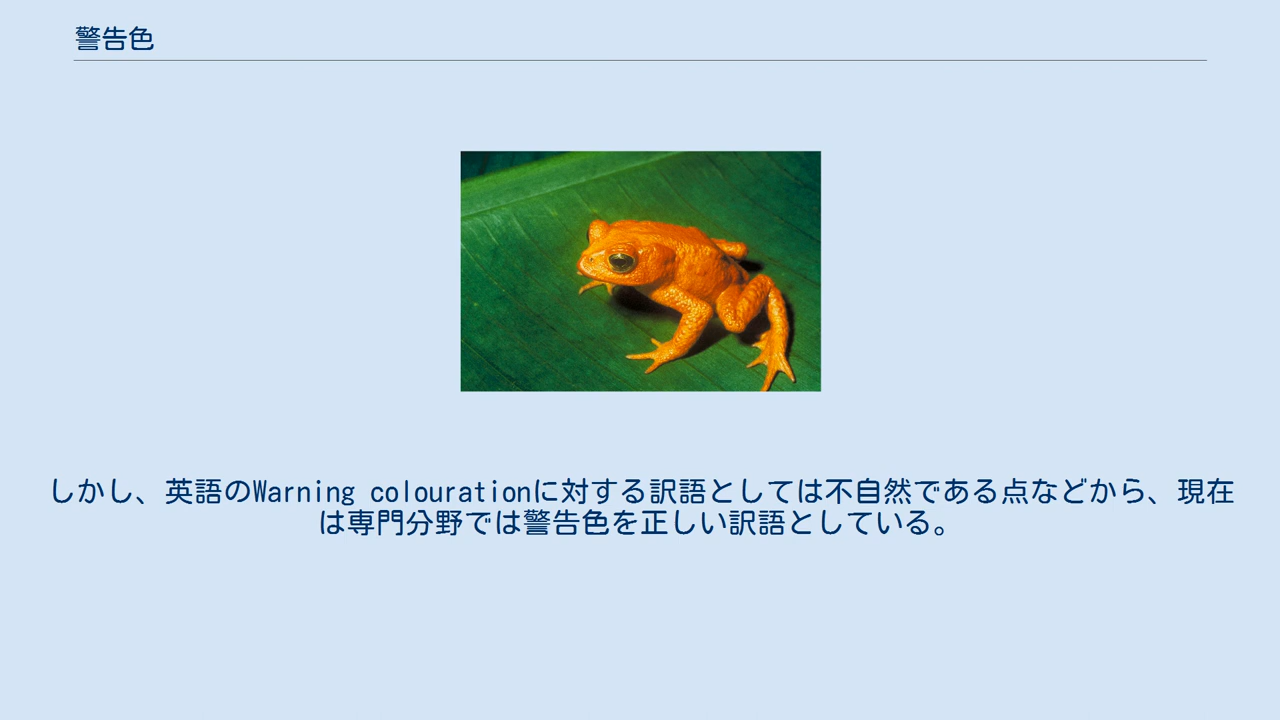 警告色
しかし、英語のWarning colourationに対する訳語としては不自然である点などから、現在
は専門分野では警告色を正しい訳語としている。